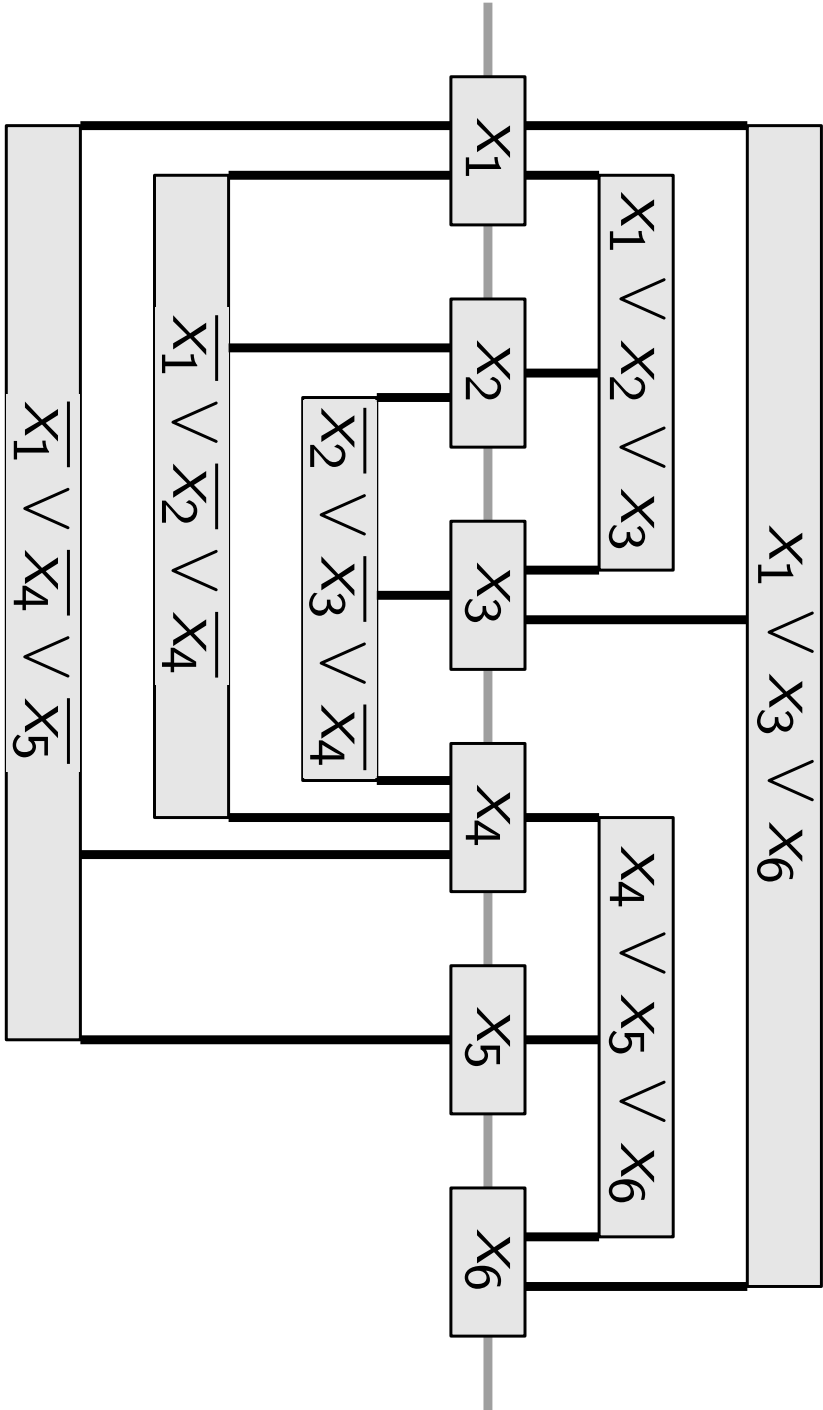 x₁ ∨ x₃ ∨ x₆
x₁ ∨ x₂ ∨ x₃
x₄ ∨ x₅ ∨ x₆
x₁
x₂
x₃
x₄
x₅
x₆
x̅₂ ∨ x̅₃ ∨ x̅₄
x̅₁ ∨ x̅₂ ∨ x̅₄
x̅₁ ∨ x̅₄ ∨ x̅₅